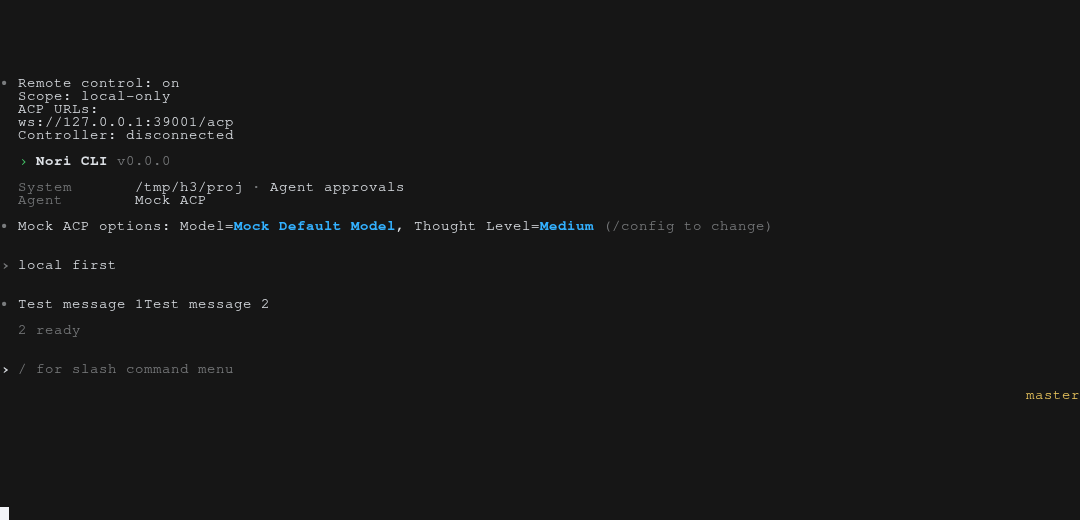 • Remote control: on
Scope: local-only
ACP URLs:
ws://127.0.0.1:39001/acp
Controller: disconnected
› Nori CLI v0.0.0
System /tmp/h3/proj · Agent approvals
Agent Mock ACP
• Mock ACP options: Model=Mock Default Model, Thought Level=Medium (/config to change)
› local first
• Test message 1Test message 2
2 ready
› / for slash command menu
master